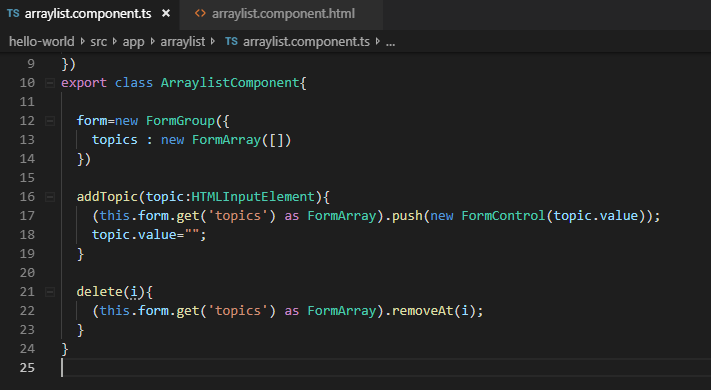 TS arraylist.component.ts × <> arraylist.component.html
hello-world > src > app > arraylist > TS arraylist.component.ts > ...
9 })
10 export class ArraylistComponent{
11
12 form=new FormGroup({
13 topics : new FormArray([])
14 })
15
16 addTopic(topic:HTMLInputElement){
17 (this.form.get('topics') as FormArray).push(new FormControl(topic.value));
18 topic.value="";
19 }
20
21 delete(i){
22 (this.form.get('topics') as FormArray).removeAt(i);
23 }
24 }
25